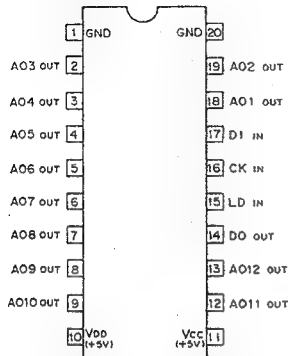 1 GND GND 20
AO3 OUT 2 19 AO2 OUT
AO4 OUT 3 18 AO1 OUT
AO5 OUT 4 17 DI IN
AO6 OUT 5 16 CK IN
AO7 OUT 6 15 LD IN
AO8 OUT 7 14 DO OUT
AO9 OUT 8 13 AO12 OUT
AO10 OUT 9 12 AO11 OUT
10 VDD VCC 11
(+5V) (+5V)